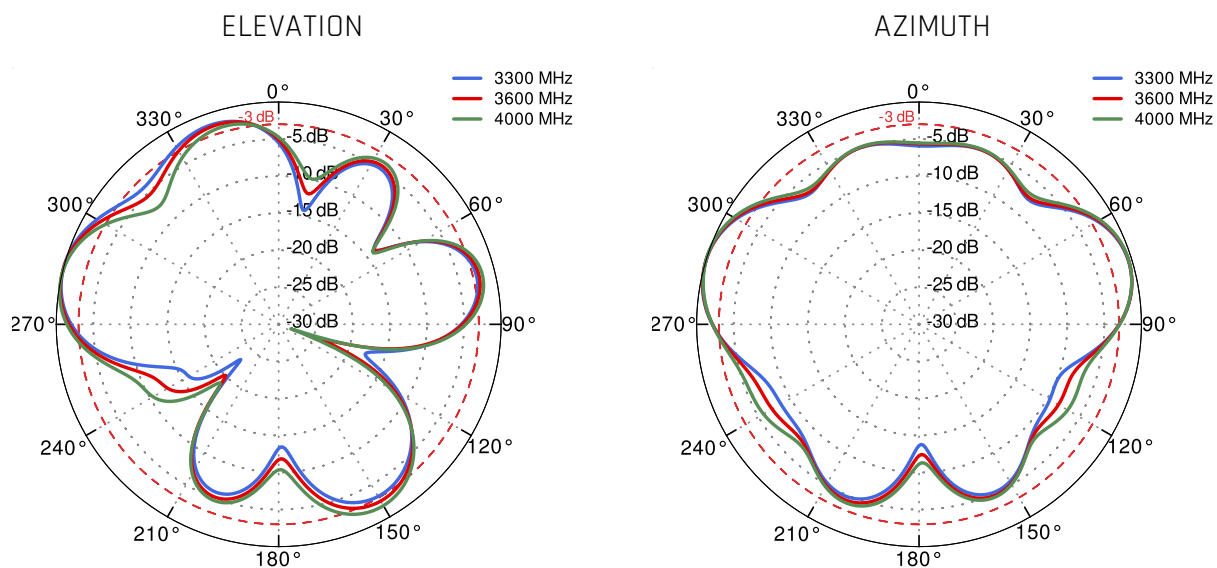 ELEVATION
3300 MHz
3600 MHz
4000 MHz
0°
-3 dB
330°
30°
-5 dB
-10 dB
300°
60°
-15 dB
-20 dB
-25 dB
270°
-30 dB
90°
240°
120°
210°
150°
180°
AZIMUTH
3300 MHz
3600 MHz
4000 MHz
0°
-3 dB
330°
30°
-5 dB
-10 dB
300°
60°
-15 dB
-20 dB
-25 dB
270°
-30 dB
90°
240°
120°
210°
150°
180°